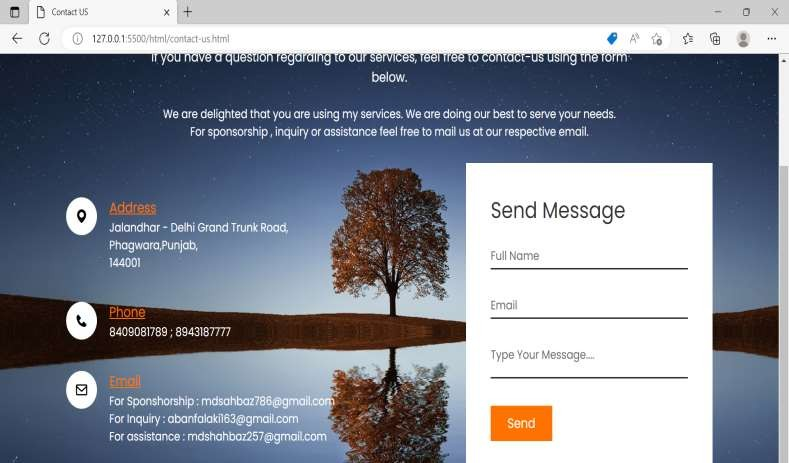 Contact US
127.0.0.1:5500/html/contact-us.html
If you have a question regarding to our services, feel free to contact-us using the form
below.
We are delighted that you are using my services. We are doing our best to serve your needs.
For sponsorship , inquiry or assistance feel free to mail us at our respective email.
Address
Jalandhar - Delhi Grand Trunk Road,
Phagwara,Punjab,
144001
Phone
8409081789 ; 8943187777
Email
For Sponshorship : mdsahbaz786@gmail.com
For Inquiry : abanfalaki163@gmail.com
For assistance : mdshahbaz257@gmail.com
Send Message
Full Name
Email
Type Your Message....
Send